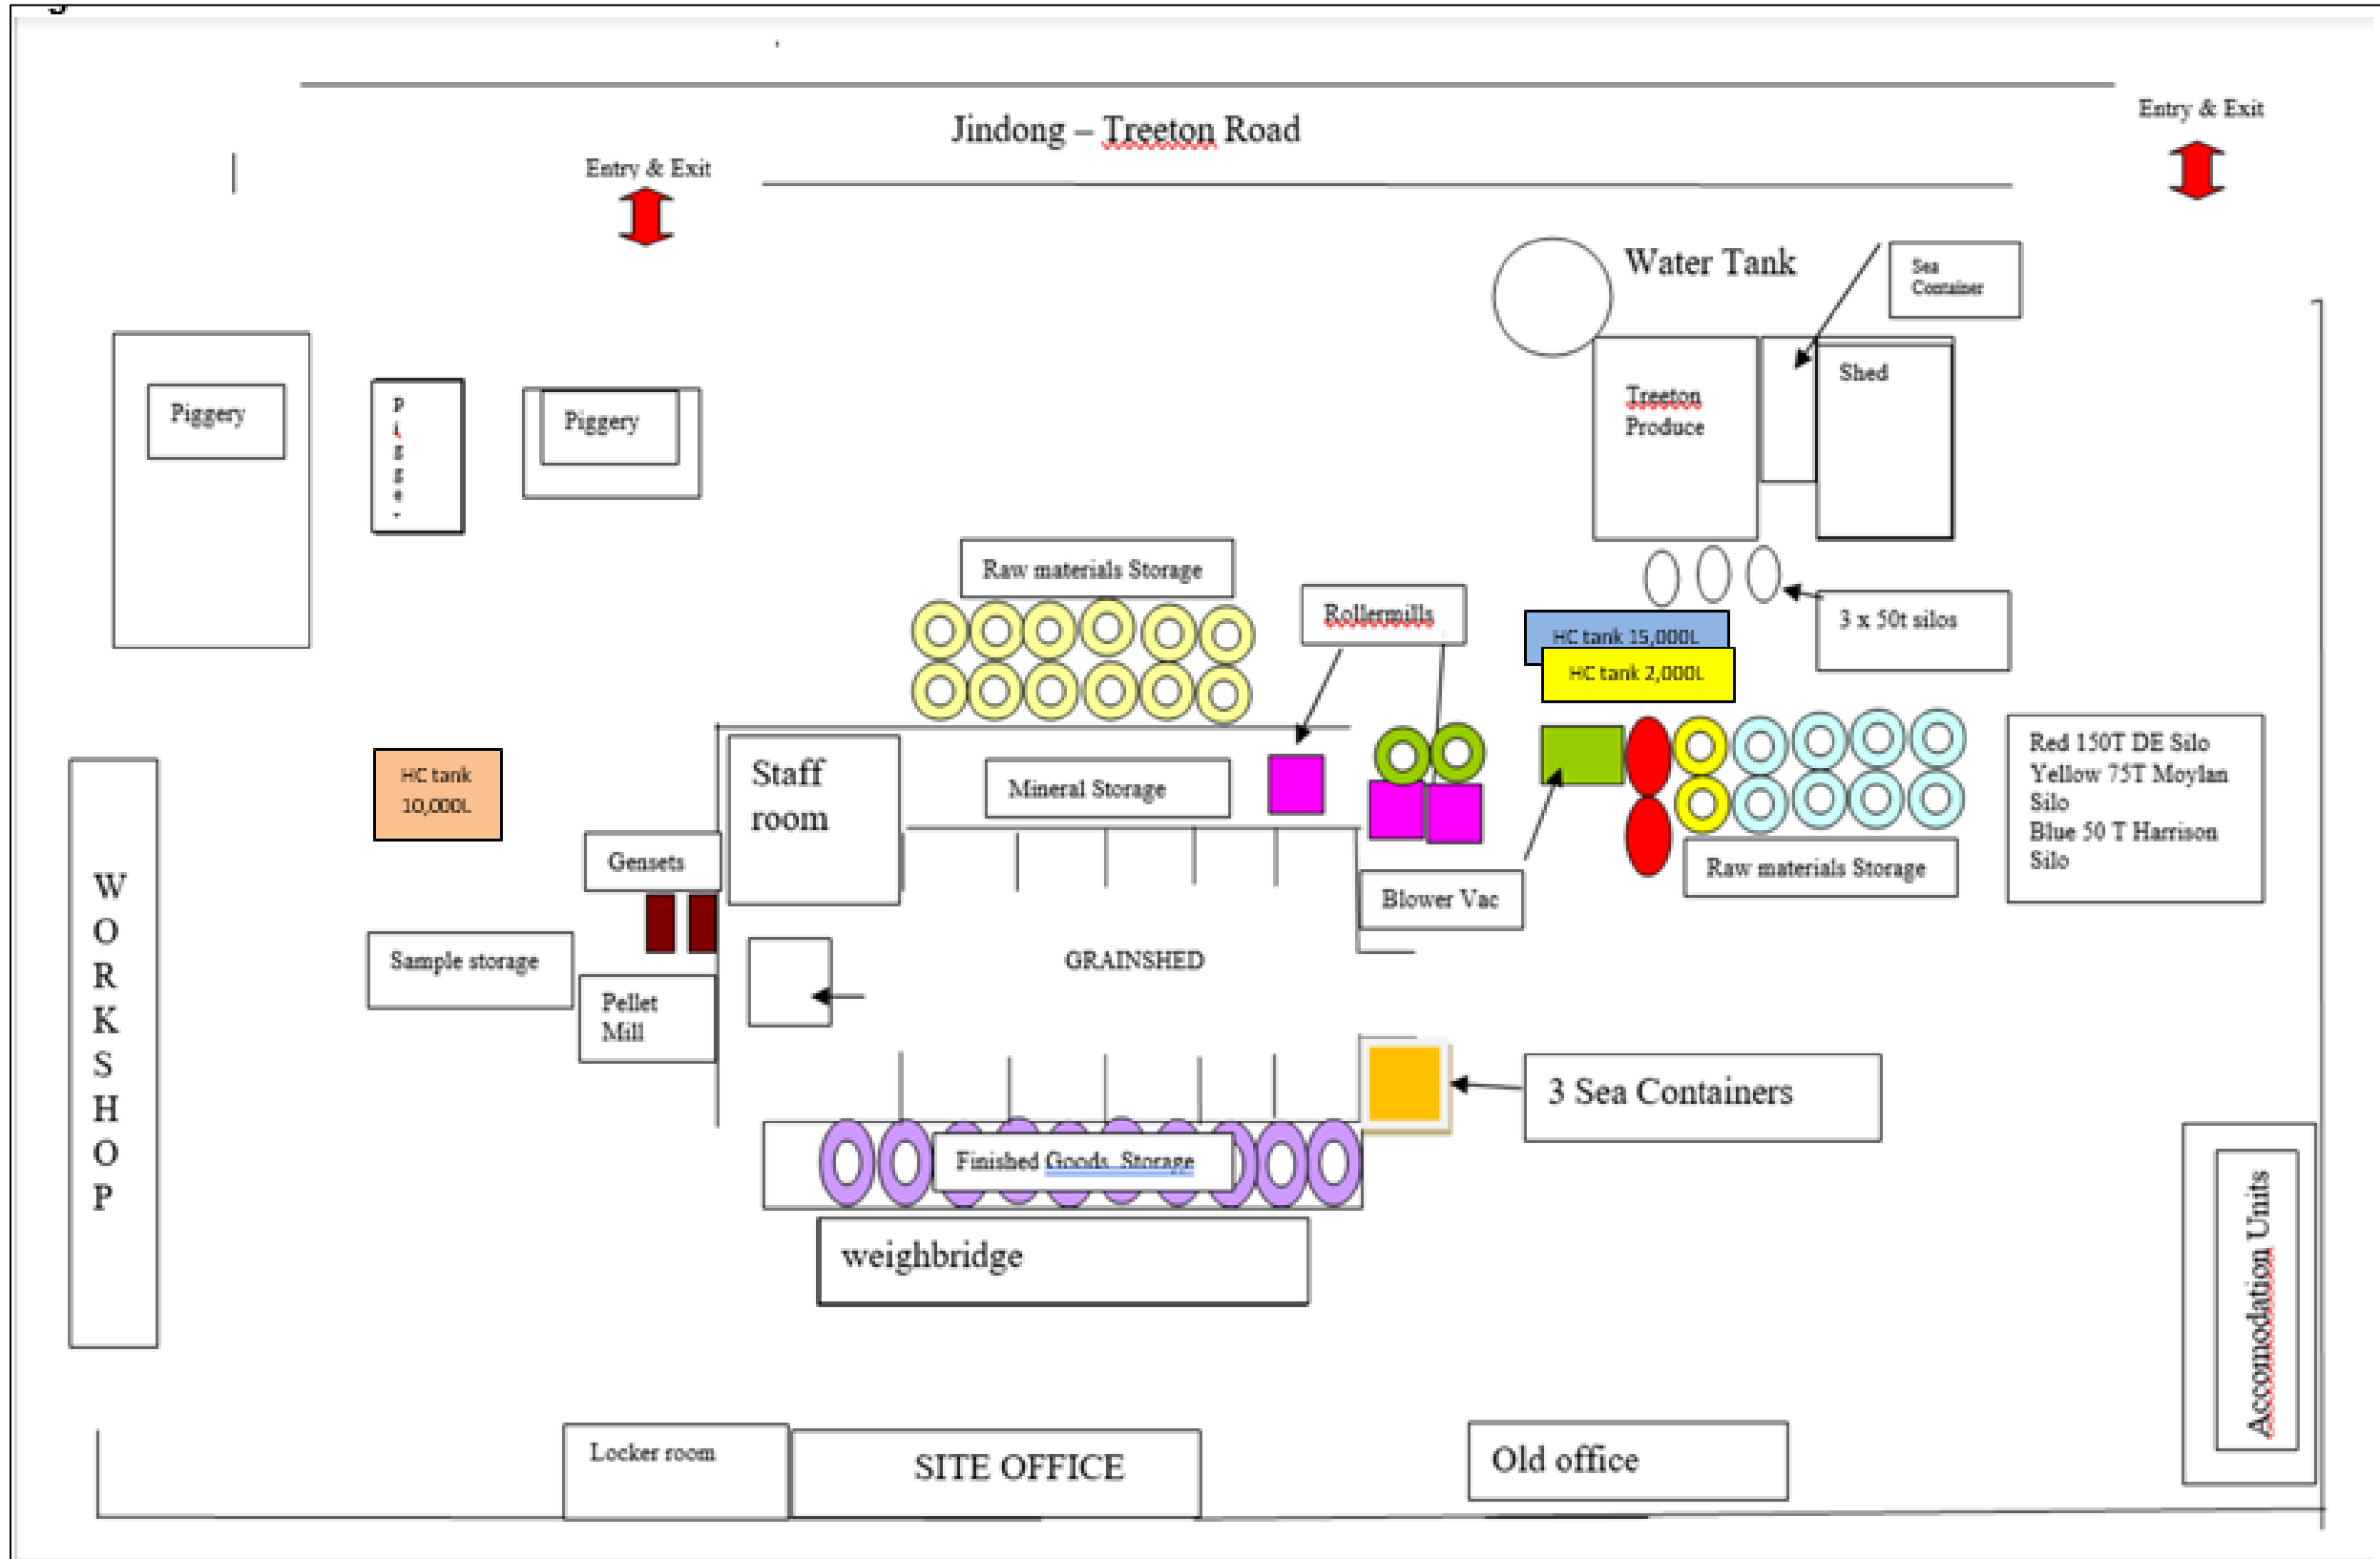 Entry & Exit
Jindong – Treeton Road
Entry & Exit
Water Tank
Sea
Container
Shed
Treeton
Produce
Piggery
Piggery
Raw materials Storage
Rollermills
3 x 50t silos
HC tank 15,000L
HC tank 2,000L
Staff
room
Mineral Storage
HC tank
10,000L
Gensets
Red 150T DE Silo
Yellow 75T Moylan
Silo
Blue 50 T Harrison
Silo
Raw materials Storage
Blower Vac
WORKSHOP
Sample storage
GRAINSHED
Pellet
Mill
3 Sea Containers
Finished Goods Storage
weighbridge
Accomodation Units
Locker room
SITE OFFICE
Old office